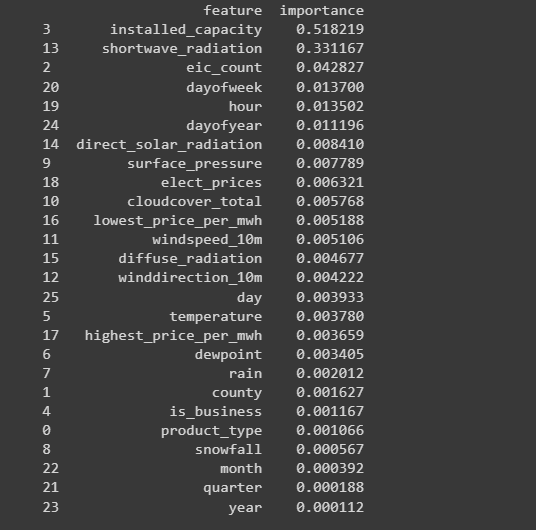 feature importance
3 installed_capacity 0.518219
13 shortwave_radiation 0.331167
2 eic_count 0.042827
20 dayofweek 0.013700
19 hour 0.013502
24 dayofyear 0.011196
14 direct_solar_radiation 0.008410
9 surface_pressure 0.007789
18 elect_prices 0.006321
10 cloudcover_total 0.005768
16 lowest_price_per_mwh 0.005188
11 windspeed_10m 0.005106
15 diffuse_radiation 0.004677
12 winddirection_10m 0.004222
25 day 0.003933
5 temperature 0.003780
17 highest_price_per_mwh 0.003659
6 dewpoint 0.003405
7 rain 0.002012
1 county 0.001627
4 is_business 0.001167
0 product_type 0.001066
8 snowfall 0.000567
22 month 0.000392
21 quarter 0.000188
23 year 0.000112